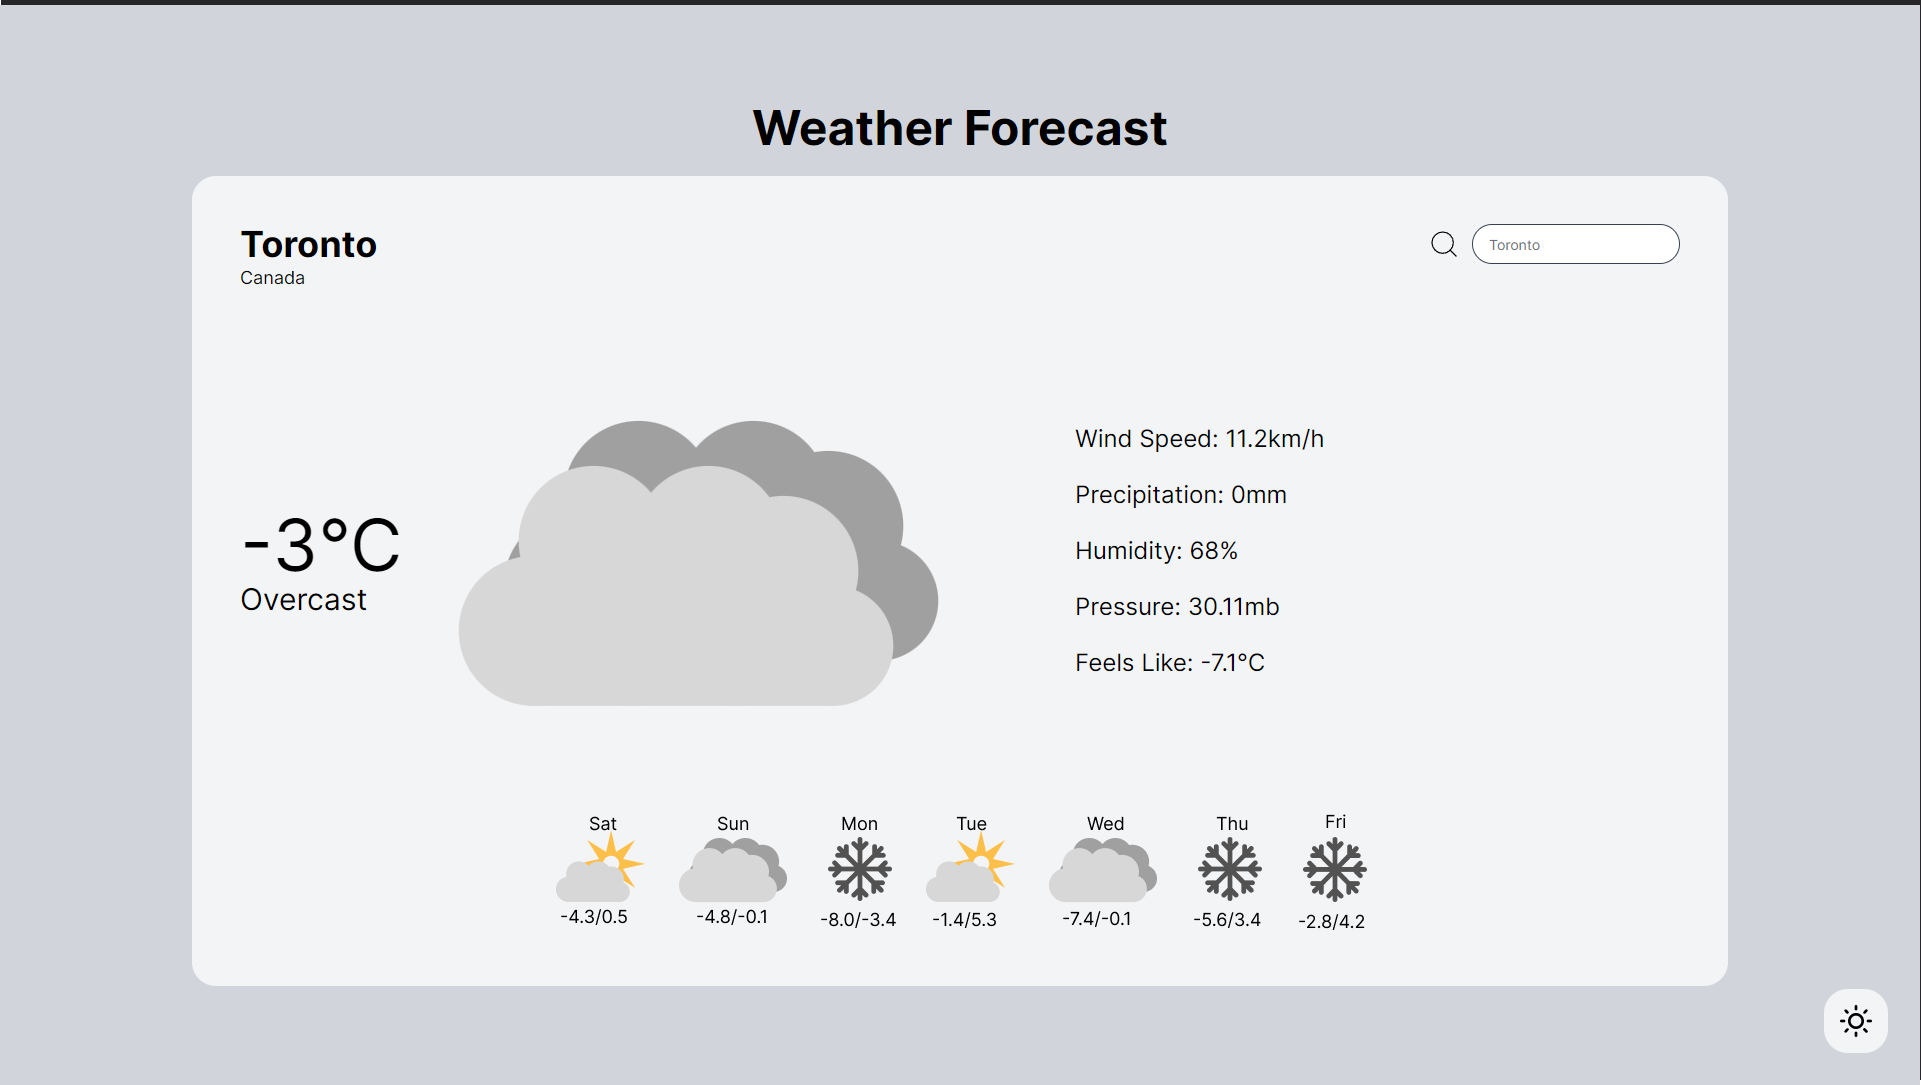 Weather Forecast
Toronto
Canada
Toronto
-3°C
Overcast
Wind Speed: 11.2km/h
Precipitation: 0mm
Humidity: 68%
Pressure: 30.11mb
Feels Like: -7.1°C
Sat Sun Mon Tue Wed Thu Fri
-4.3/0.5 -4.8/-0.1 -8.0/-3.4 -1.4/5.3 -7.4/-0.1 -5.6/3.4 -2.8/4.2